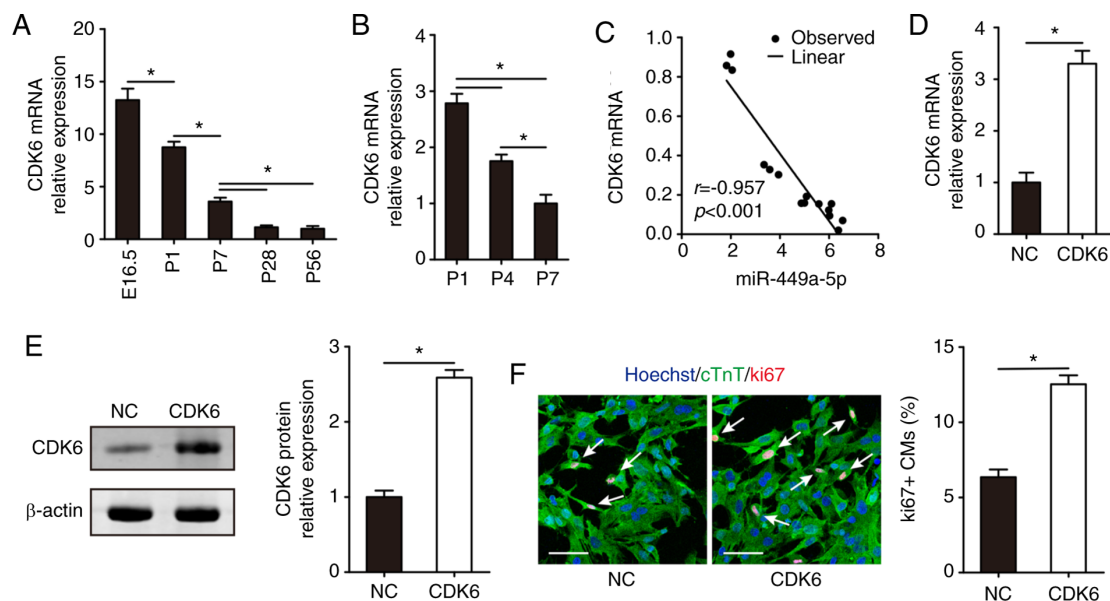 A
CDK6 mRNA
relative expression
15
10
5
0
*
*
*
E16.5
P1
P7
P28
P56
B
CDK6 mRNA
relative expression
4
3
2
1
0
*
*
*
P1
P4
P7
C
CDK6 mRNA
1.0
0.8
0.6
0.4
0.2
0.0
Observed
Linear
r=-0.957
p<0.001
0
2
4
6
8
miR-449a-5p
D
CDK6 mRNA
relative expression
4
3
2
1
0
*
NC
CDK6
E
NC
CDK6
CDK6
β-actin
CDK6 protein
relative expression
3
2
1
0
*
NC
CDK6
F
Hoechst/cTnT/ki67
NC
CDK6
ki67+ CMs (%)
15
10
5
0
*
NC
CDK6